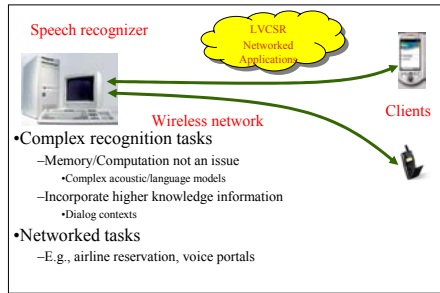 Speech recognizer
LVCSR
Networked
Applications
Wireless network
Clients
•Complex recognition tasks
–Memory/Computation not an issue
•Complex acoustic/language models
–Incorporate higher knowledge information
•Dialog contexts
•Networked tasks
–E.g., airline reservation, voice portals